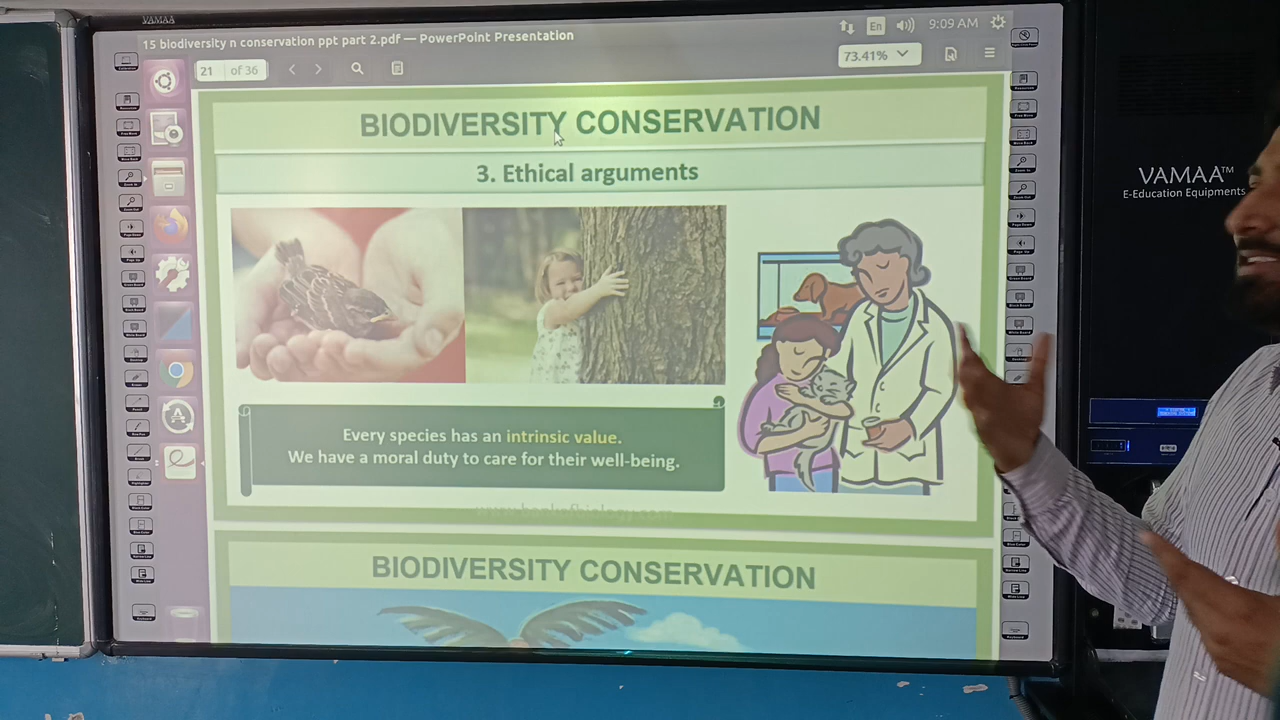 VAMAA
15 biodiversity n conservation ppt part 2.pdf — PowerPoint Presentation
En
9:09 AM
21 of 36
73.41%
BIODIVERSITY CONSERVATION
3. Ethical arguments
Every species has an intrinsic value.
We have a moral duty to care for their well-being.
BIODIVERSITY CONSERVATION
VAMAA™
E-Education Equipments